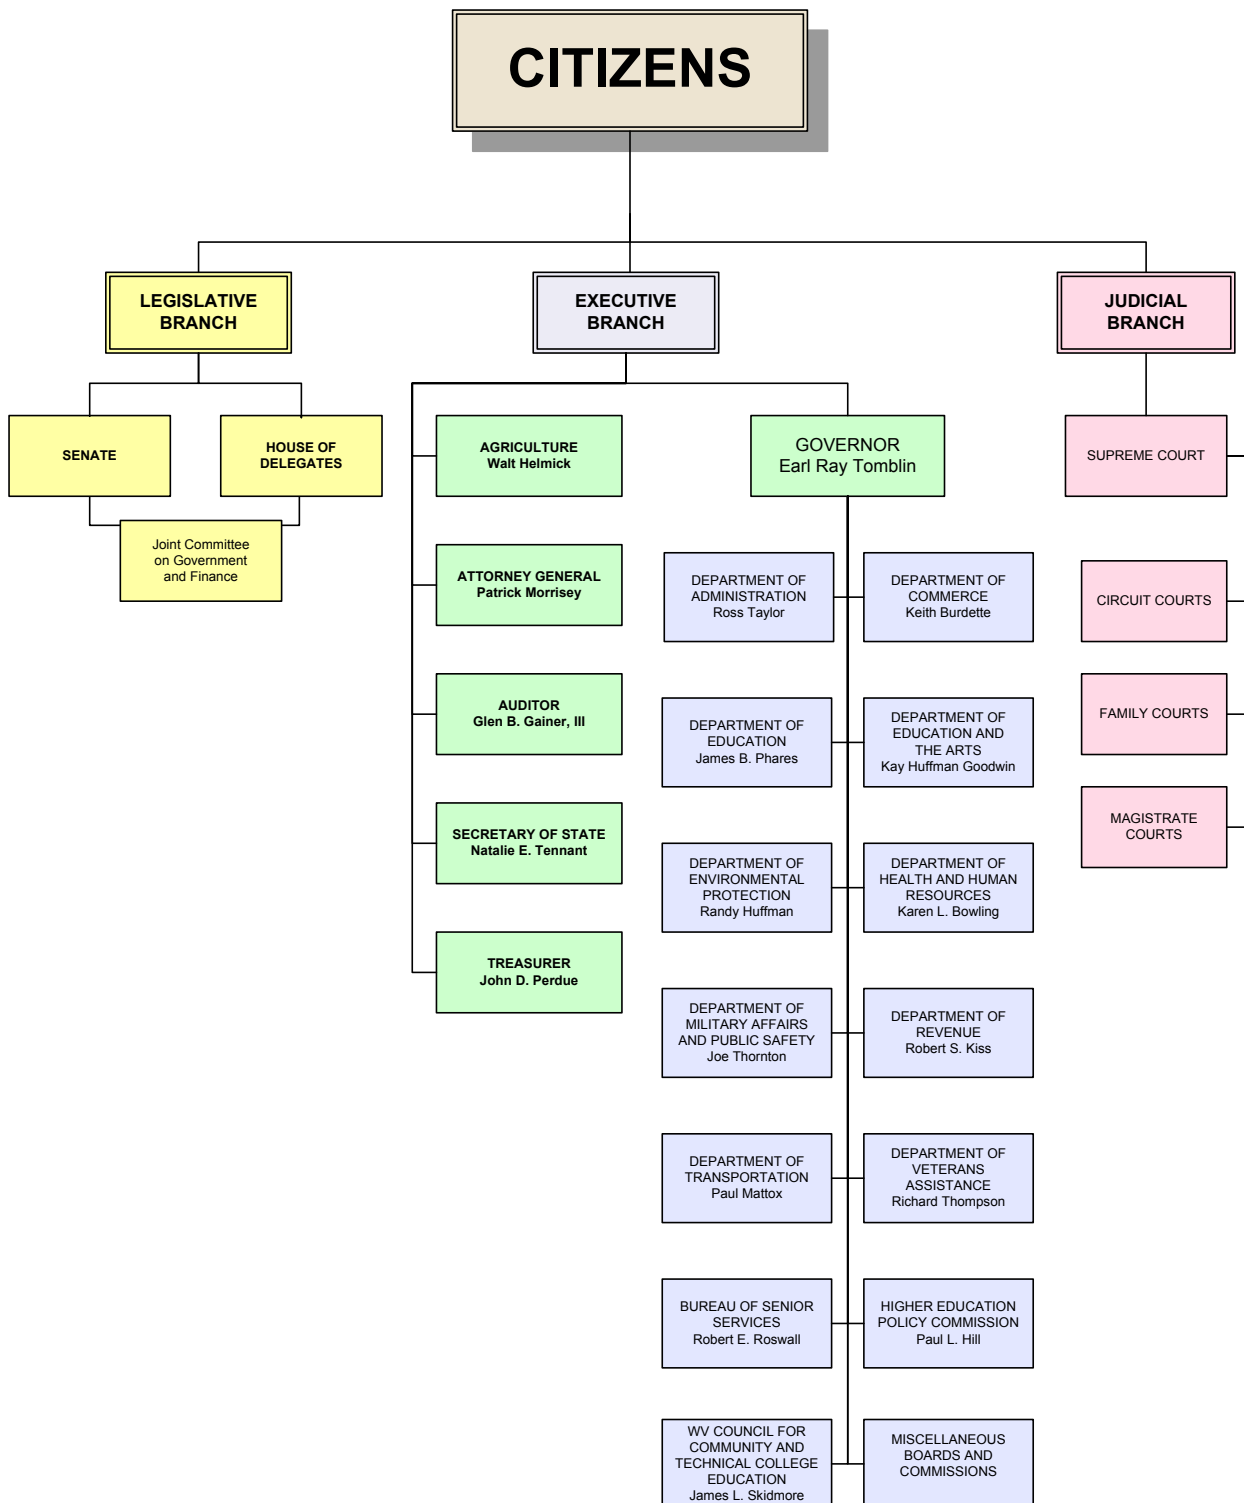 CITIZENS
LEGISLATIVE
BRANCH
EXECUTIVE
BRANCH
JUDICIAL
BRANCH
SENATE
HOUSE OF
DELEGATES
Joint Committee
on Government
and Finance
AGRICULTURE
Walt Helmick
ATTORNEY GENERAL
Patrick Morrisey
AUDITOR
Glen B. Gainer, III
SECRETARY OF STATE
Natalie E. Tennant
TREASURER
John D. Perdue
GOVERNOR
Earl Ray Tomblin
DEPARTMENT OF
ADMINISTRATION
Ross Taylor
DEPARTMENT OF
COMMERCE
Keith Burdette
DEPARTMENT OF
EDUCATION
James B. Phares
DEPARTMENT OF
EDUCATION AND
THE ARTS
Kay Huffman Goodwin
DEPARTMENT OF
ENVIRONMENTAL
PROTECTION
Randy Huffman
DEPARTMENT OF
HEALTH AND HUMAN
RESOURCES
Karen L. Bowling
DEPARTMENT OF
MILITARY AFFAIRS
AND PUBLIC SAFETY
Joe Thornton
DEPARTMENT OF
REVENUE
Robert S. Kiss
DEPARTMENT OF
TRANSPORTATION
Paul Mattox
DEPARTMENT OF
VETERANS
ASSISTANCE
Richard Thompson
BUREAU OF SENIOR
SERVICES
Robert E. Roswall
HIGHER EDUCATION
POLICY COMMISSION
Paul L. Hill
WV COUNCIL FOR
COMMUNITY AND
TECHNICAL COLLEGE
EDUCATION
James L. Skidmore
MISCELLANEOUS
BOARDS AND
COMMISSIONS
SUPREME COURT
CIRCUIT COURTS
FAMILY COURTS
MAGISTRATE
COURTS